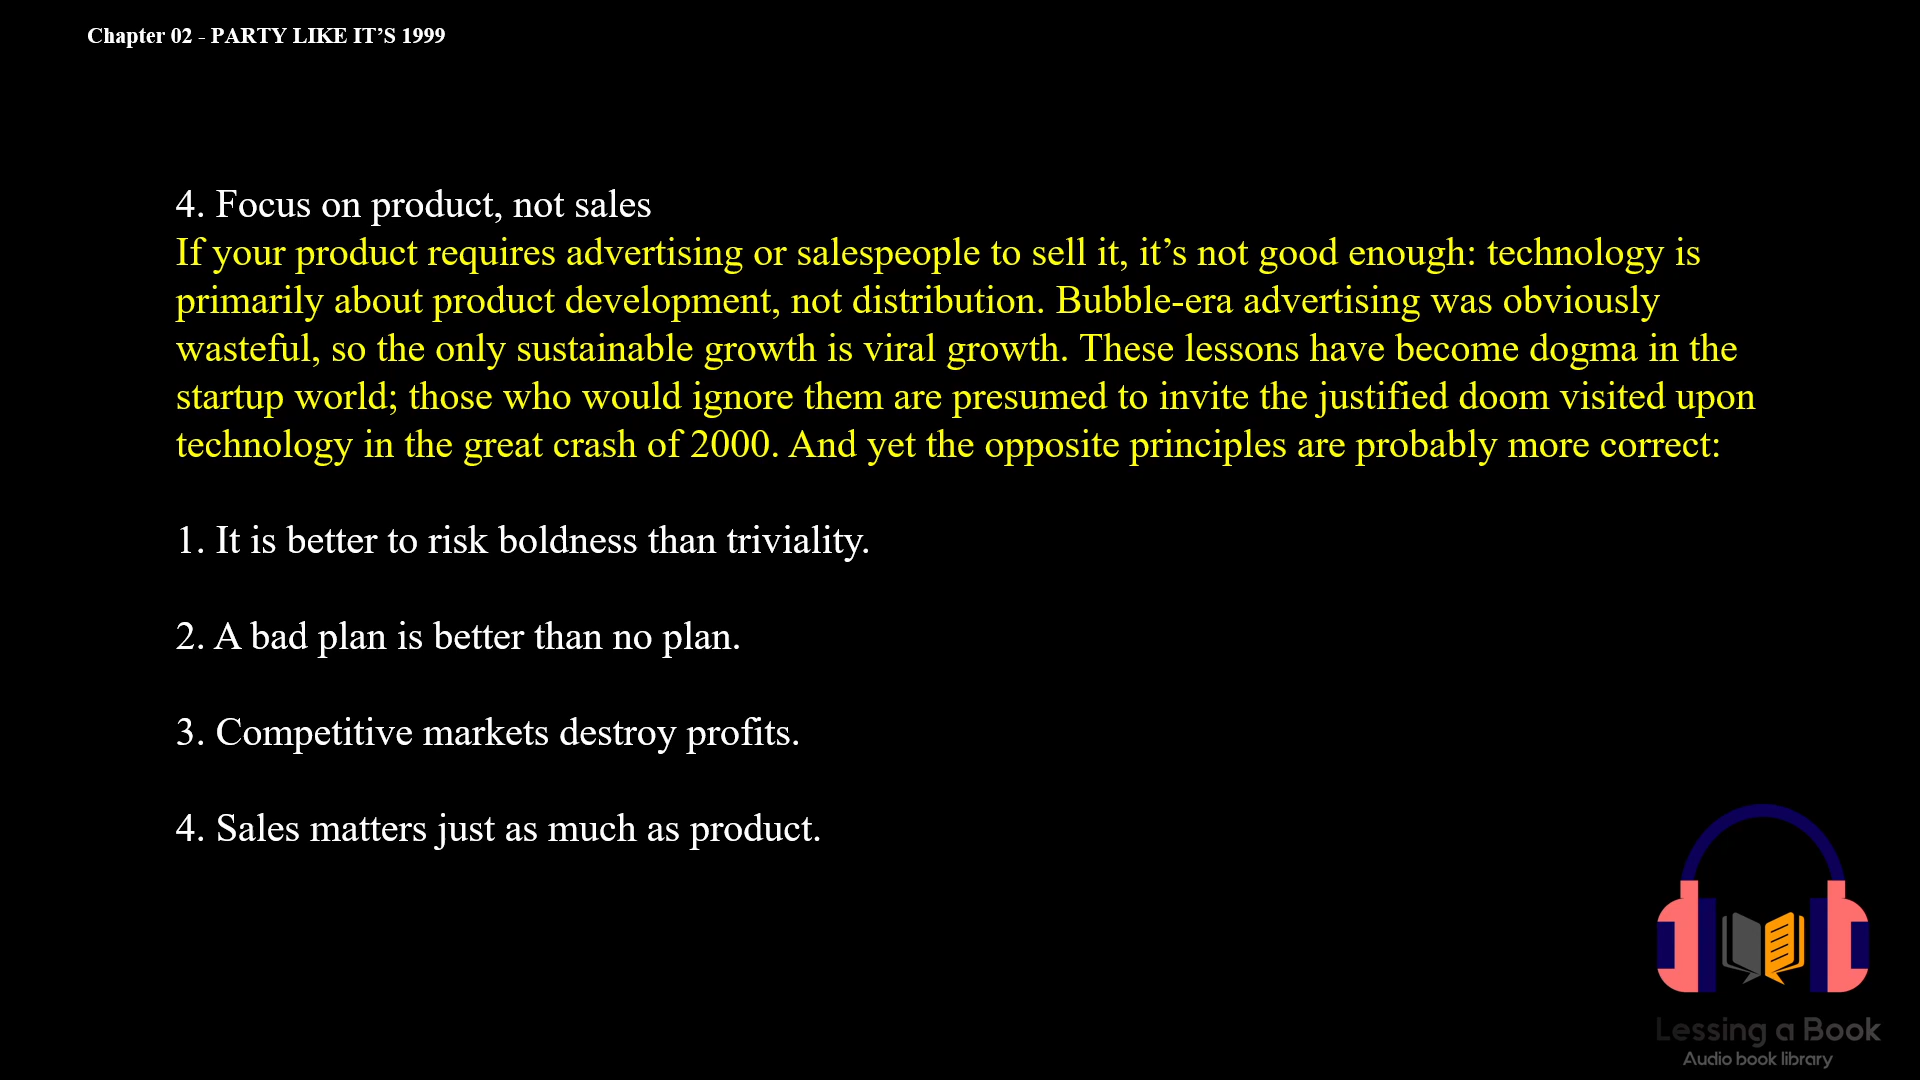 Chapter 02 - PARTY LIKE IT’S 1999
4. Focus on product, not sales
If your product requires advertising or salespeople to sell it, it’s not good enough: technology is
primarily about product development, not distribution. Bubble-era advertising was obviously
wasteful, so the only sustainable growth is viral growth. These lessons have become dogma in the
startup world; those who would ignore them are presumed to invite the justified doom visited upon
technology in the great crash of 2000. And yet the opposite principles are probably more correct:
1. It is better to risk boldness than triviality.
2. A bad plan is better than no plan.
3. Competitive markets destroy profits.
4. Sales matters just as much as product.
Lessing a Book
Audio book library